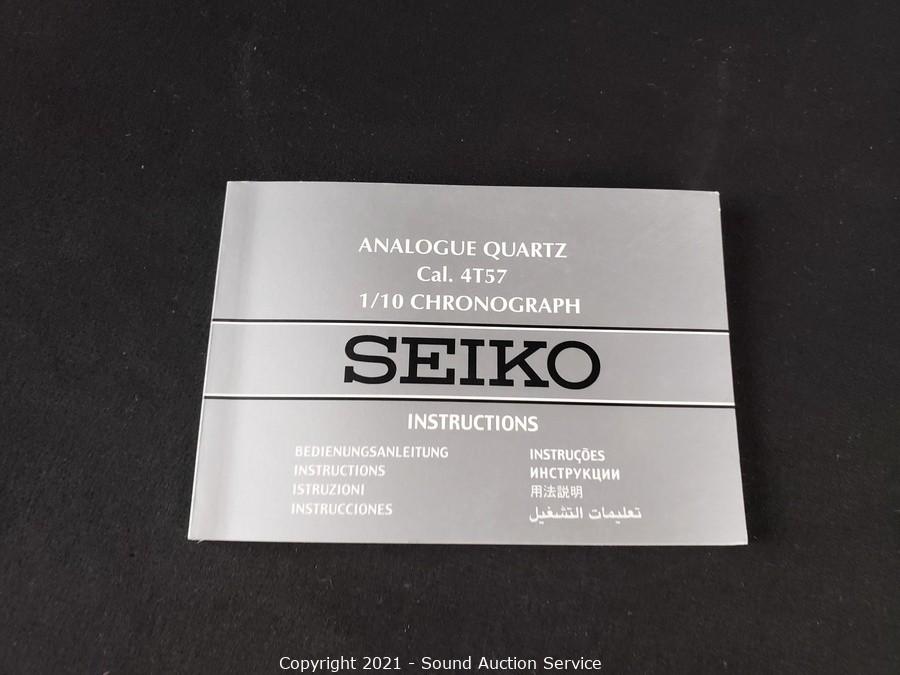 ANALOGUE QUARTZ
Cal. 4T57
1/10 CHRONOGRAPH
SEIKO
INSTRUCTIONS
BEDIENUNGSANLEITUNG
INSTRUCTIONS
ISTRUZIONI
INSTRUCCIONES
INSTRUÇÕES
ИНСТРУКЦИИ
用法説明
تعليمات التشغيل
Copyright 2021 - Sound Auction Service